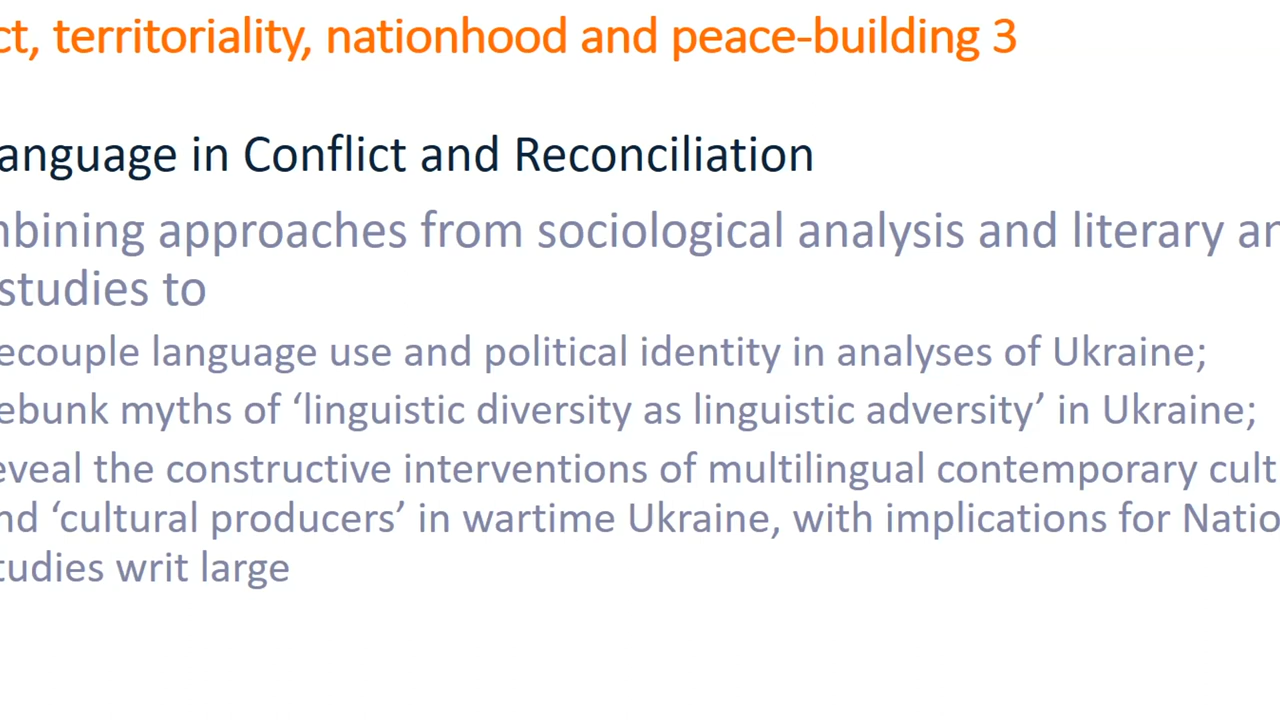 ct, territoriality, nationhood and peace-building 3
anguage in Conflict and Reconciliation
nbining approaches from sociological analysis and literary an
studies to
ecouple language use and political identity in analyses of Ukraine;
ebunk myths of ‘linguistic diversity as linguistic adversity’ in Ukraine;
eveal the constructive interventions of multilingual contemporary cult
nd ‘cultural producers’ in wartime Ukraine, with implications for Natio
tudies writ large